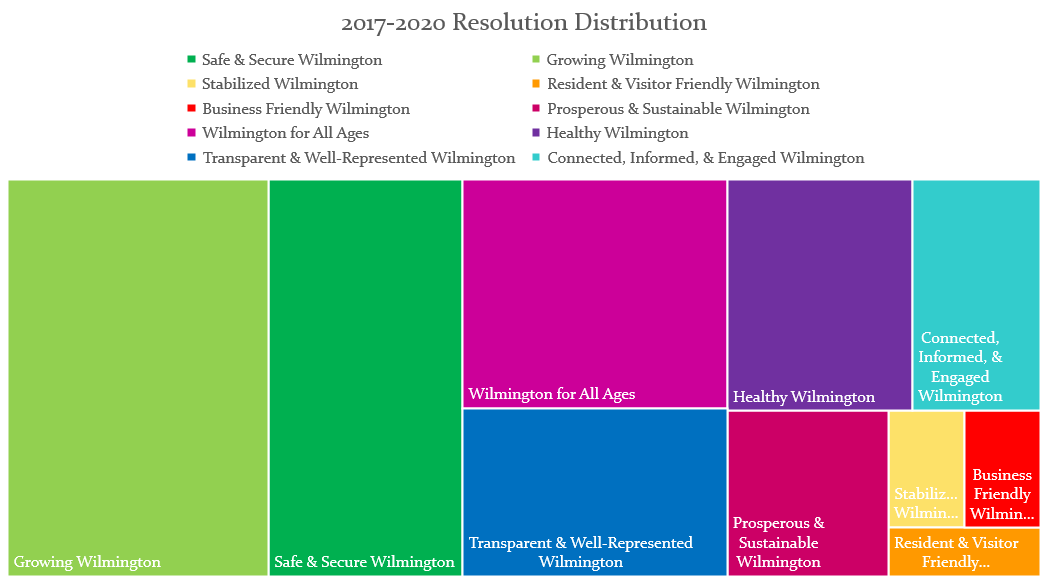 2017-2020 Resolution Distribution
Safe & Secure Wilmington
Growing Wilmington
Stabilized Wilmington
Resident & Visitor Friendly Wilmington
Business Friendly Wilmington
Prosperous & Sustainable Wilmington
Wilmington for All Ages
Healthy Wilmington
Transparent & Well-Represented Wilmington
Connected, Informed, & Engaged Wilmington
Growing Wilmington
Safe & Secure Wilmington
Wilmington for All Ages
Transparent & Well-Represented
Wilmington
Healthy Wilmington
Connected,
Informed, &
Engaged
Wilmington
Prosperous &
Sustainable
Wilmington
Stabiliz...
Wilmin...
Business
Friendly
Wilmin...
Resident & Visitor
Friendly...